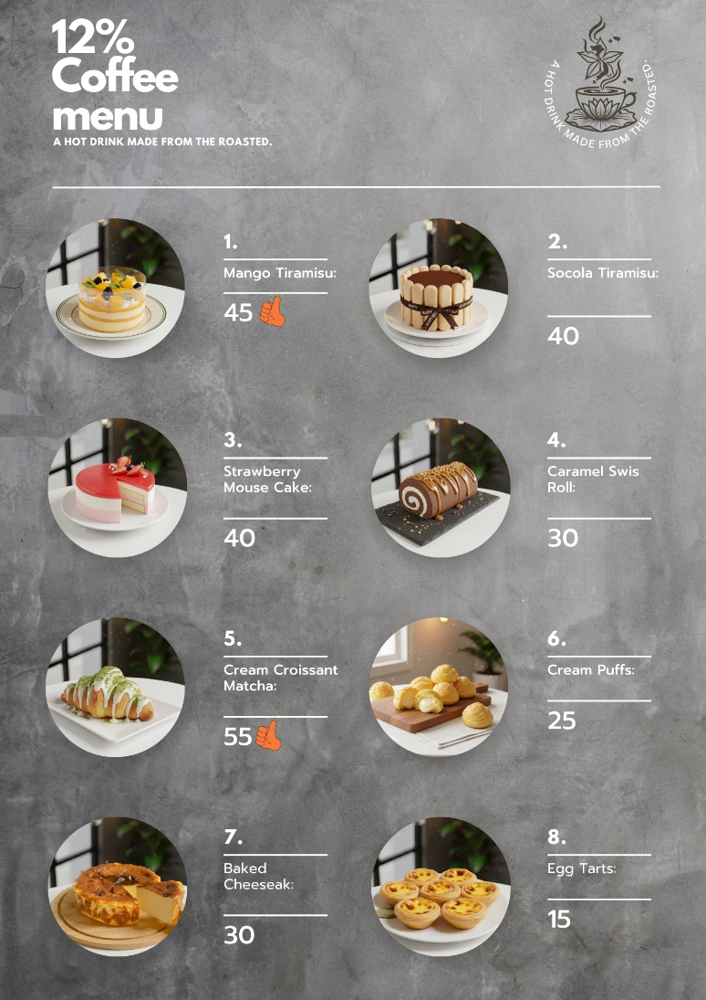 12%
Coffee
menu
A HOT DRINK MADE FROM THE ROASTED.
A HOT DRINK MADE FROM THE ROASTED.
1.
Mango Tiramisu:
45
2.
Socola Tiramisu:
40
3.
Strawberry
Mouse Cake:
40
4.
Caramel Swis
Roll:
30
5.
Cream Croissant
Matcha:
55
6.
Cream Puffs:
25
7.
Baked
Cheeseak:
30
8.
Egg Tarts:
15